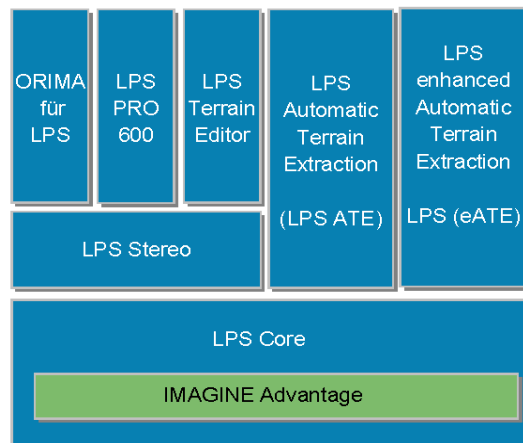 ORIMA
für
LPS
LPS
PRO
600
LPS
Terrain
Editor
LPS
Automatic
Terrain
Extraction
(LPS ATE)
LPS
enhanced
Automatic
Terrain
Extraction
LPS (eATE)
LPS Stereo
LPS Core
IMAGINE Advantage